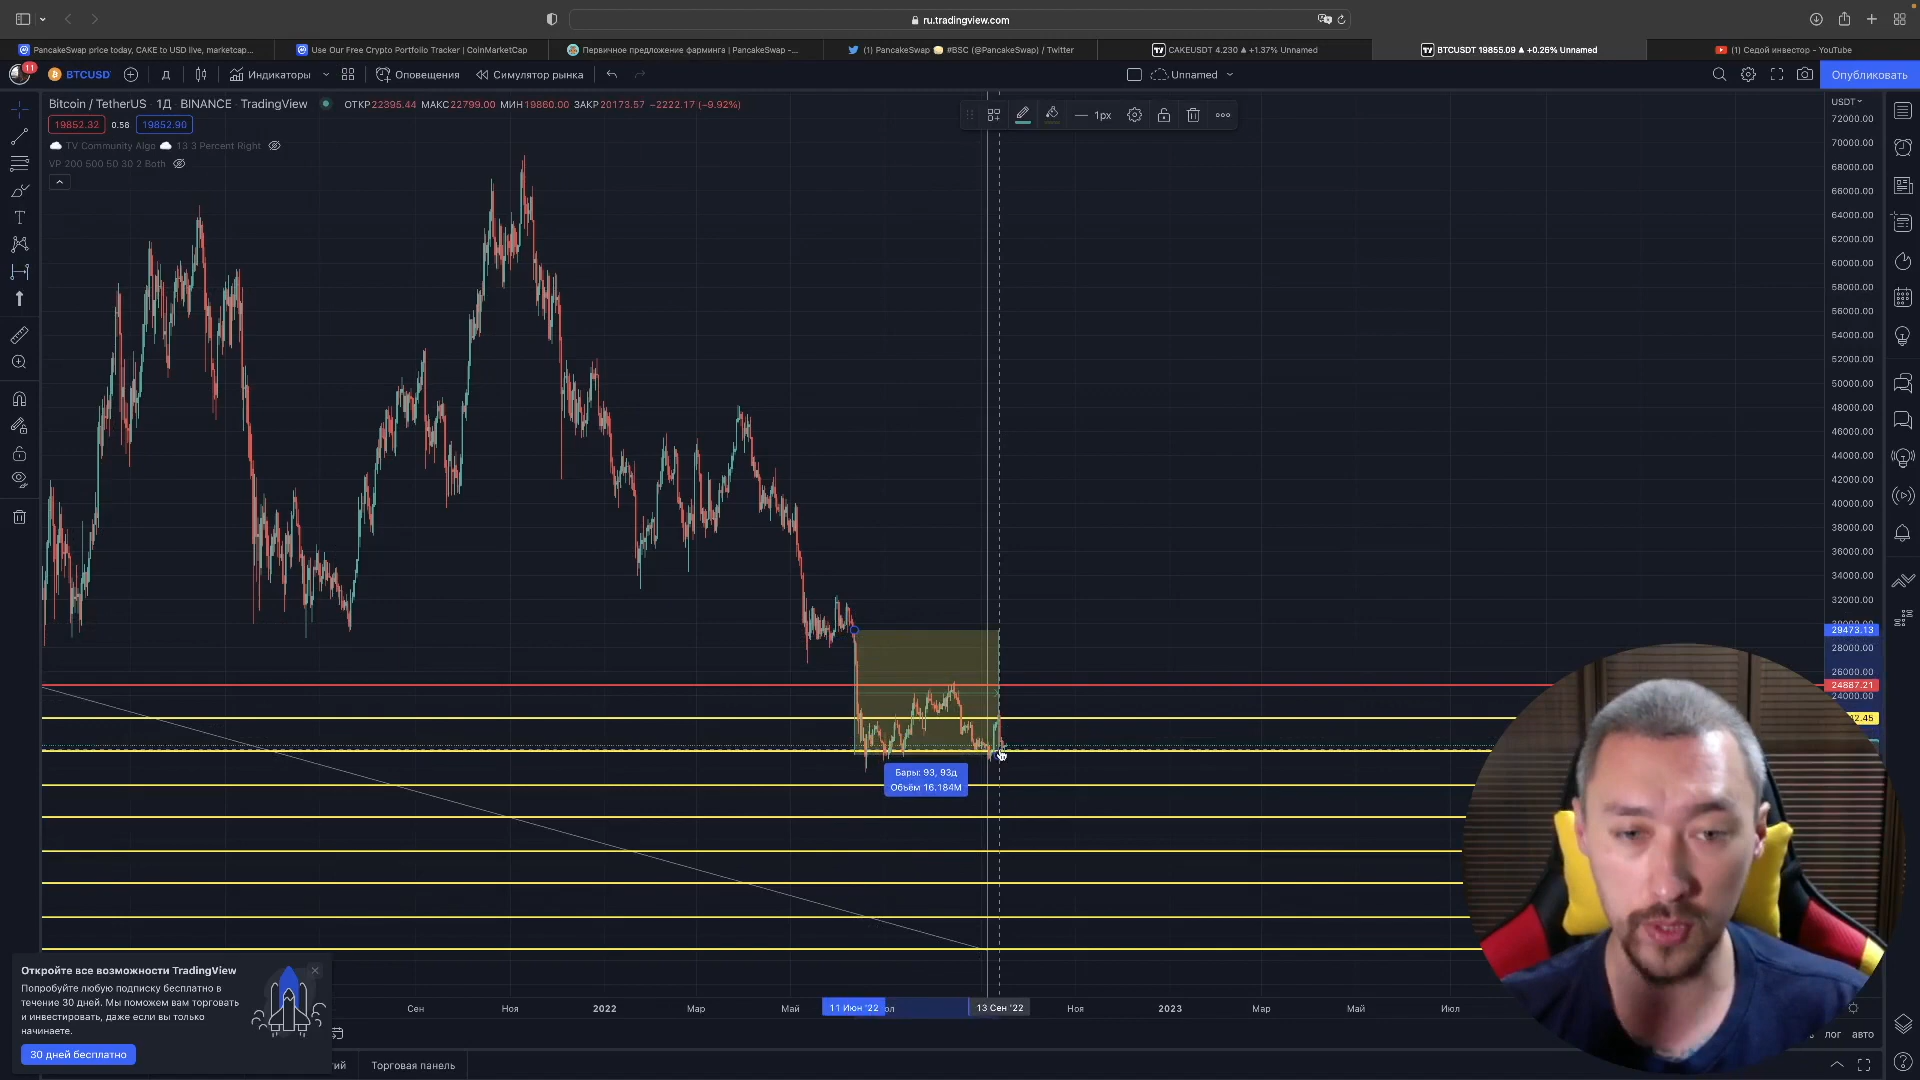 ru.tradingview.com
PancakeSwap price today, CAKE to USD live, marketcap...
Use Our Free Crypto Portfolio Tracker | CoinMarketCap
Первичное предложение фарминга | PancakeSwap -...
(1) PancakeSwap 🥞 #BSC (@PancakeSwap) / Twitter
CAKEUSDT 4.230 ▲ +1.37% Unnamed
BTCUSDT 19855.09 ▲ +0.26% Unnamed
(1) Седой инвестор - YouTube
11
BTCUSD
Д
Индикаторы
Оповещения
Симулятор рынка
Unnamed
Опубликовать
Bitcoin / TetherUS · 1Д · BINANCE · TradingView
ОТКР22395.44 МАКС22799.00 МИН19860.00 ЗАКР20173.57 −2222.17 (−9.92%)
19852.32 0.58 19852.90
TV Community Algo 13 3 Percent Right
VP 200 500 50 30 2 Both
1px
USDT
72000.00
70000.00
68000.00
66000.00
64000.00
62000.00
60000.00
58000.00
56000.00
54000.00
52000.00
50000.00
48000.00
46000.00
44000.00
42000.00
40000.00
38000.00
36000.00
34000.00
32000.00
29473.13
28000.00
26000.00
24887.21
24000.00
2.45
Бары: 93, 93д
Объём 16.184M
Откройте все возможности TradingView
Попробуйте любую подписку бесплатно в
течение 30 дней. Мы поможем вам торговать
и инвестировать, даже если вы только
начинаете.
30 дней бесплатно
Сен
Ноя
2022
Мар
Май
11 Июн '22
13 Сен '22
Ноя
2023
Мар
Май
Июл
лог
авто
Торговая панель